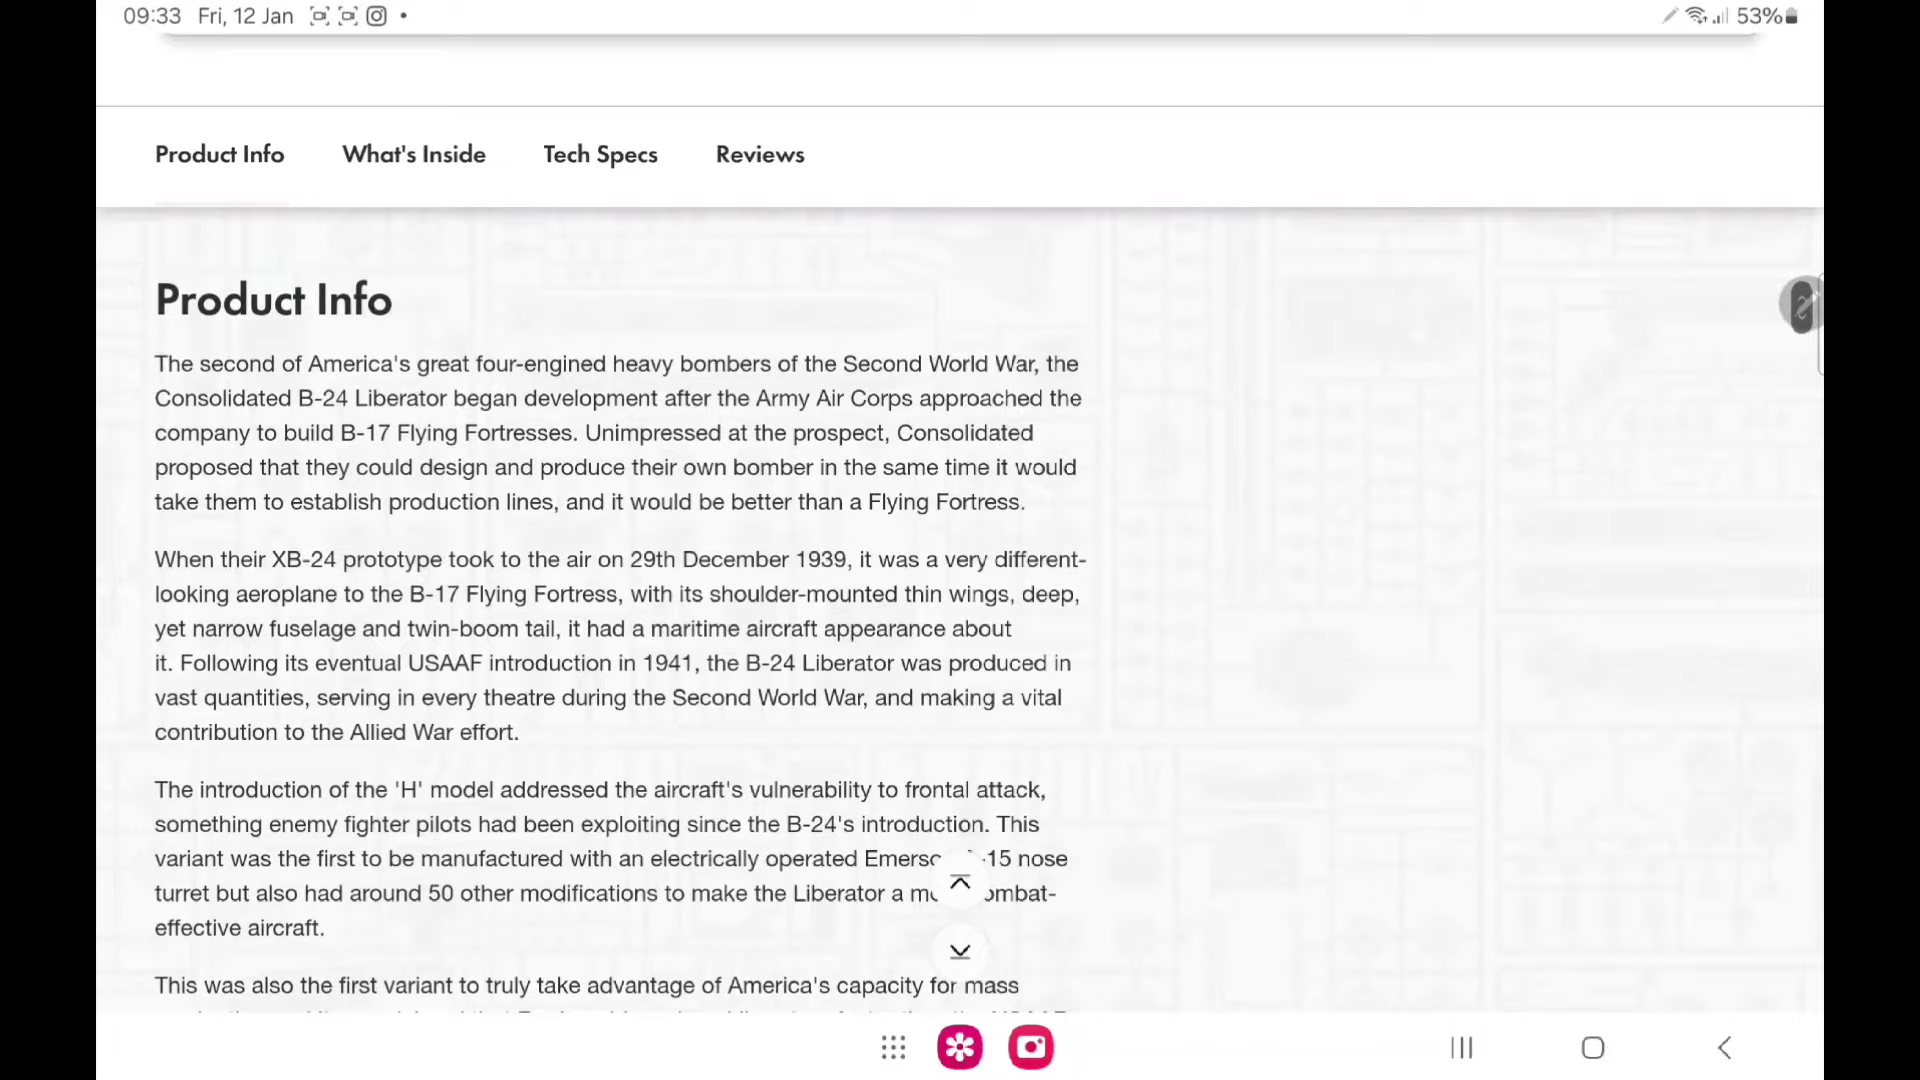 09:33 Fri, 12 Jan
53%
Product Info What's Inside Tech Specs Reviews
Product Info
The second of America's great four-engined heavy bombers of the Second World War, the
Consolidated B-24 Liberator began development after the Army Air Corps approached the
company to build B-17 Flying Fortresses. Unimpressed at the prospect, Consolidated
proposed that they could design and produce their own bomber in the same time it would
take them to establish production lines, and it would be better than a Flying Fortress.
When their XB-24 prototype took to the air on 29th December 1939, it was a very different-
looking aeroplane to the B-17 Flying Fortress, with its shoulder-mounted thin wings, deep,
yet narrow fuselage and twin-boom tail, it had a maritime aircraft appearance about
it. Following its eventual USAAF introduction in 1941, the B-24 Liberator was produced in
vast quantities, serving in every theatre during the Second World War, and making a vital
contribution to the Allied War effort.
The introduction of the 'H' model addressed the aircraft's vulnerability to frontal attack,
something enemy fighter pilots had been exploiting since the B-24's introduction. This
variant was the first to be manufactured with an electrically operated -15 nose
turret but also had around 50 other modifications to make the Liberator a
effective aircraft.
This was also the first variant to truly take advantage of America's capacity for mass